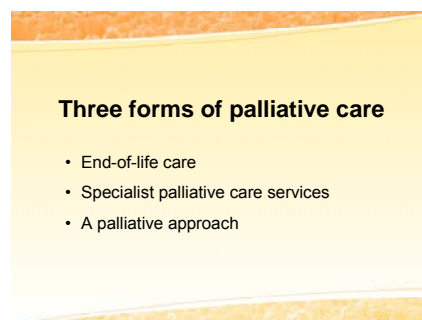 Three forms of palliative care
• End-of-life care
• Specialist palliative care services
• A palliative approach